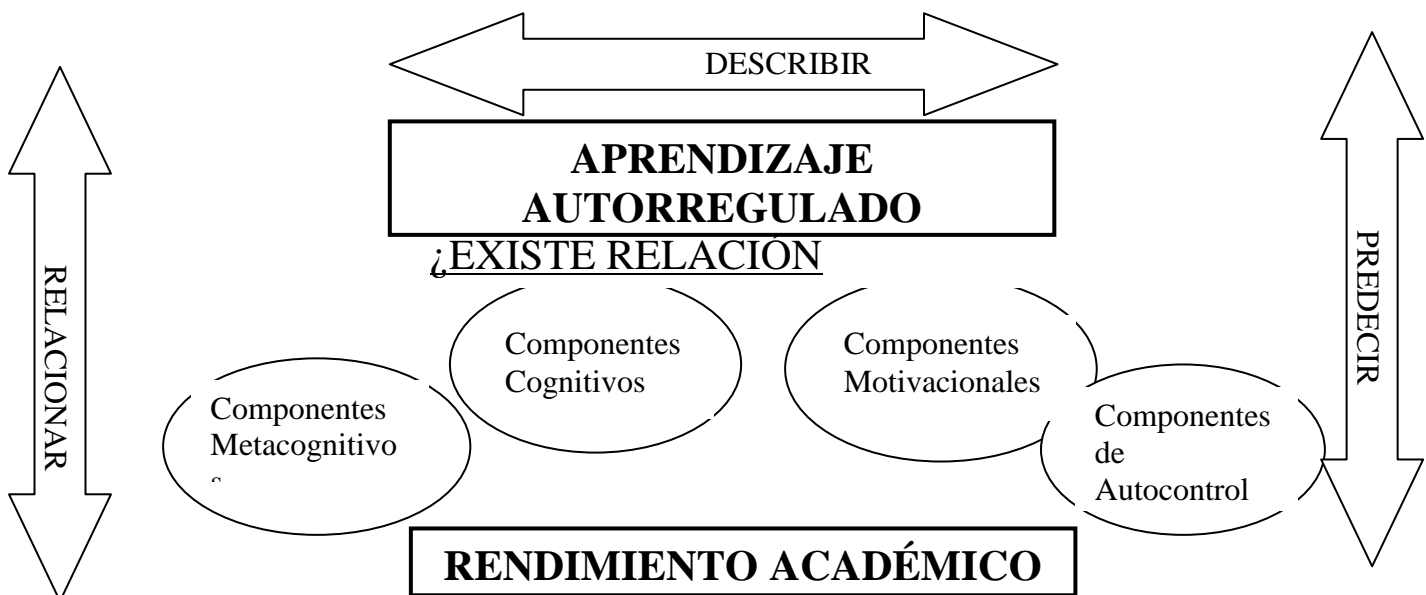 DESCRIBIR
APRENDIZAJE
AUTORREGULADO
¿EXISTE RELACIÓN
RELACIONAR
PREDECIR
Componentes
Cognitivos
Componentes
Motivacionales
Componentes
Metacognitivo
Componentes
de
Autocontrol
RENDIMIENTO ACADÉMICO